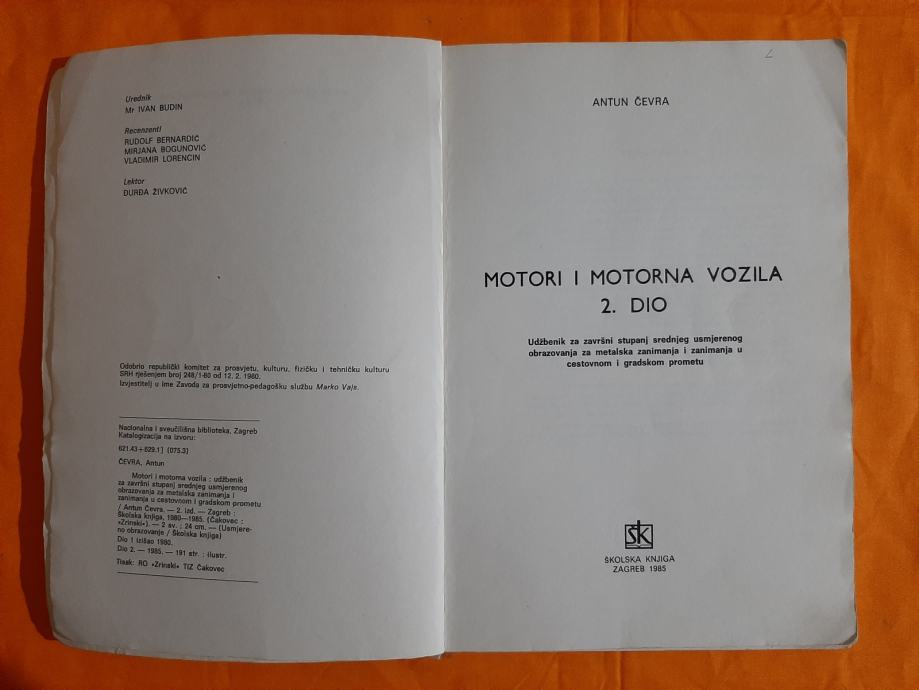 Urednik
Mr IVAN BUDIN
Recenzenti
RUDOLF BERNARDIĆ
MIRJANA BOGUNOVIĆ
VLADIMIR LORENCIN
Lektor
ĐURĐA ŽIVKOVIĆ
Odobrio republički komitet za prosvjetu, kulturu, fizičku i tehničku kulturu
SRH rješenjem broj 248/1-80 od 12. 2. 1980.
Izvjestitelj u ime Zavoda za prosvjetno-pedagošku službu Marko Vajs.
Nacionalna i sveučilišna biblioteka, Zagreb
Katalogizacija na izvoru:
621.43+629.1] (075.3)
ČEVRA, Antun
Motori i motorna vozila : udžbenik
za završni stupanj srednjeg usmjerenog
obrazovanja za metalska zanimanja i
zanimanja u cestovnom i gradskom prometu
/ Antun Čevra. — 2. izd. — Zagreb :
Školska knjiga, 1980—1985. (Čakovec :
»Zrinski«). — 2 sv. ; 24 cm. — (Usmjere-
no obrazovanje / Školska knjiga)
Dio 1 izišao 1980.
Dio 2. — 1985. — 191 str. : ilustr.
Tisak: RO »Zrinski« TIZ Čakovec
ANTUN ČEVRA
MOTORI I MOTORNA VOZILA
2. DIO
Udžbenik za završni stupanj srednjeg usmjerenog
obrazovanja za metalska zanimanja i zanimanja u
cestovnom i gradskom prometu
ŠK
ŠKOLSKA KNJIGA
ZAGREB 1985